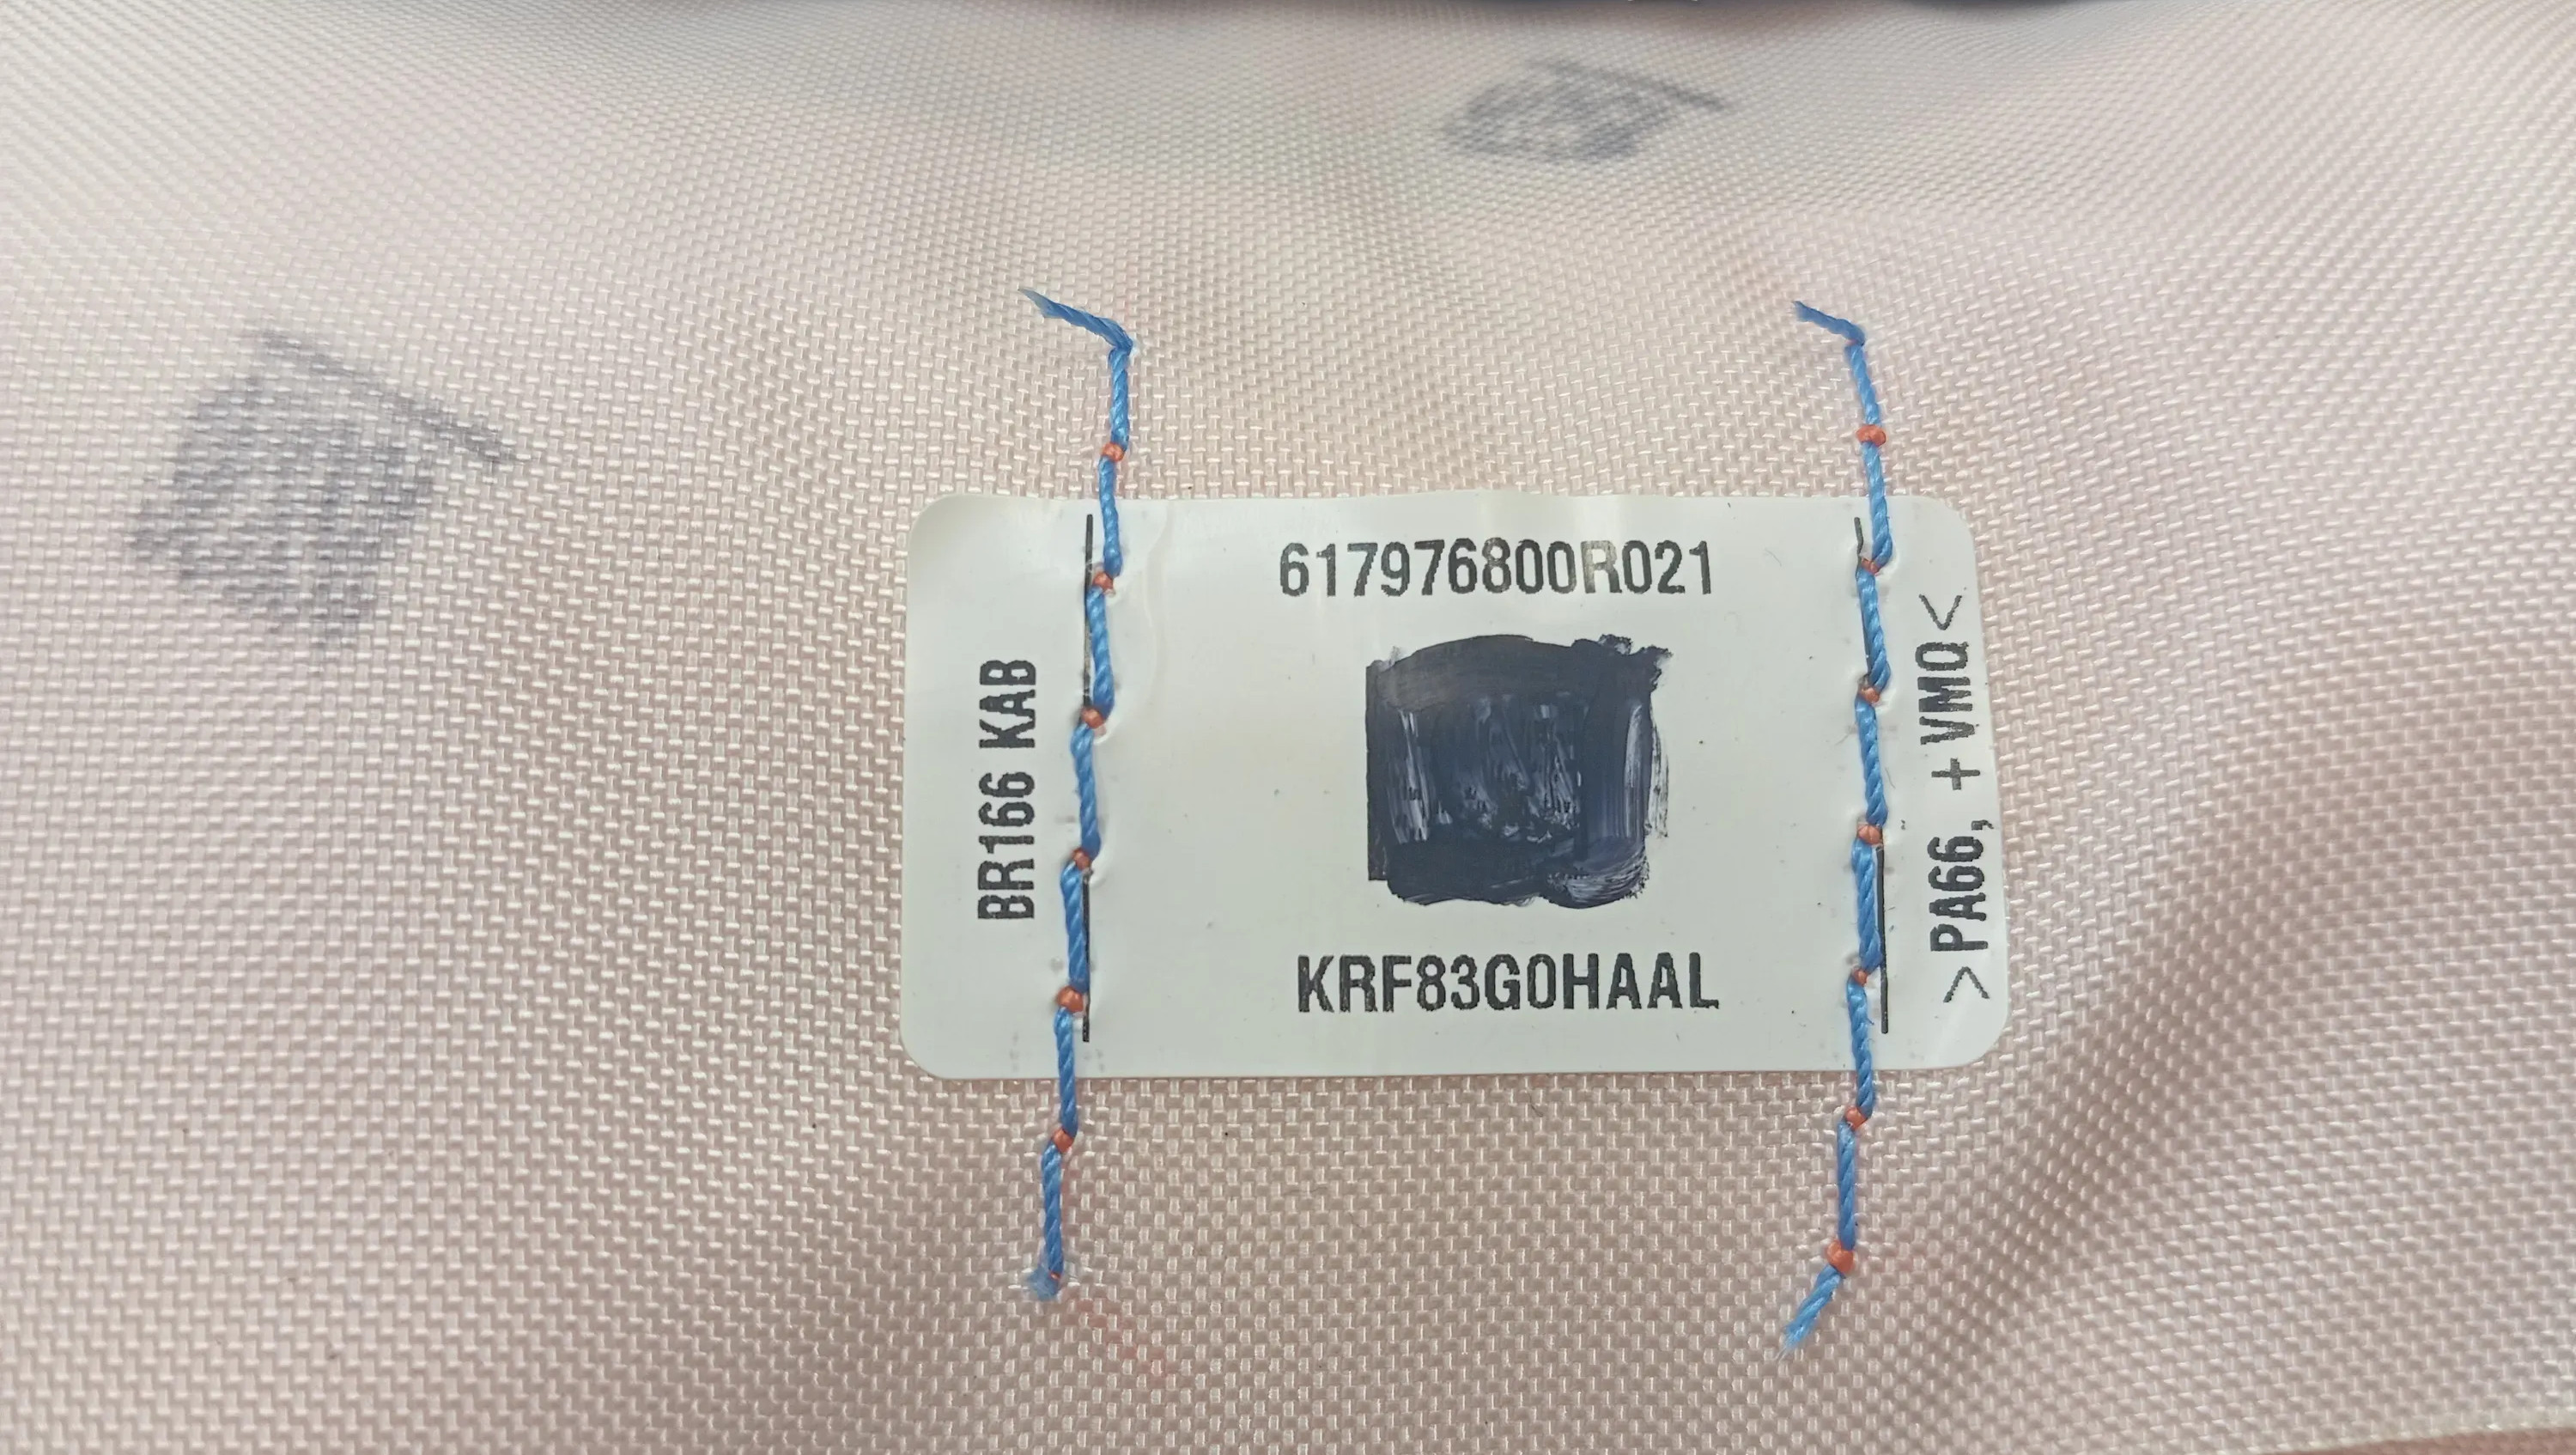 617976800R021
BR166 KAB
>PA66, + VMQ<
KRF83G0HAAL